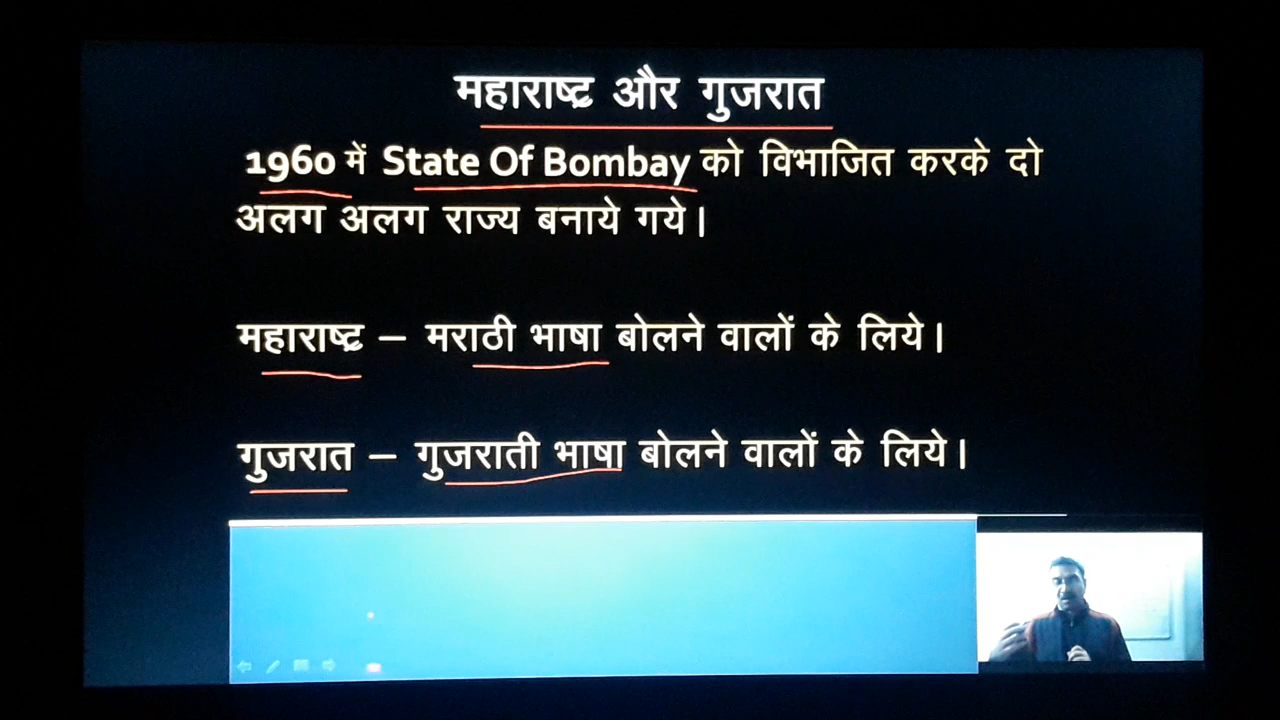 महाराष्ट्र और गुजरात
1960 में State Of Bombay को विभाजित करके दो
अलग अलग राज्य बनाये गये।
महाराष्ट्र – मराठी भाषा बोलने वालों के लिये।
गुजरात – गुजराती भाषा बोलने वालों के लिये।